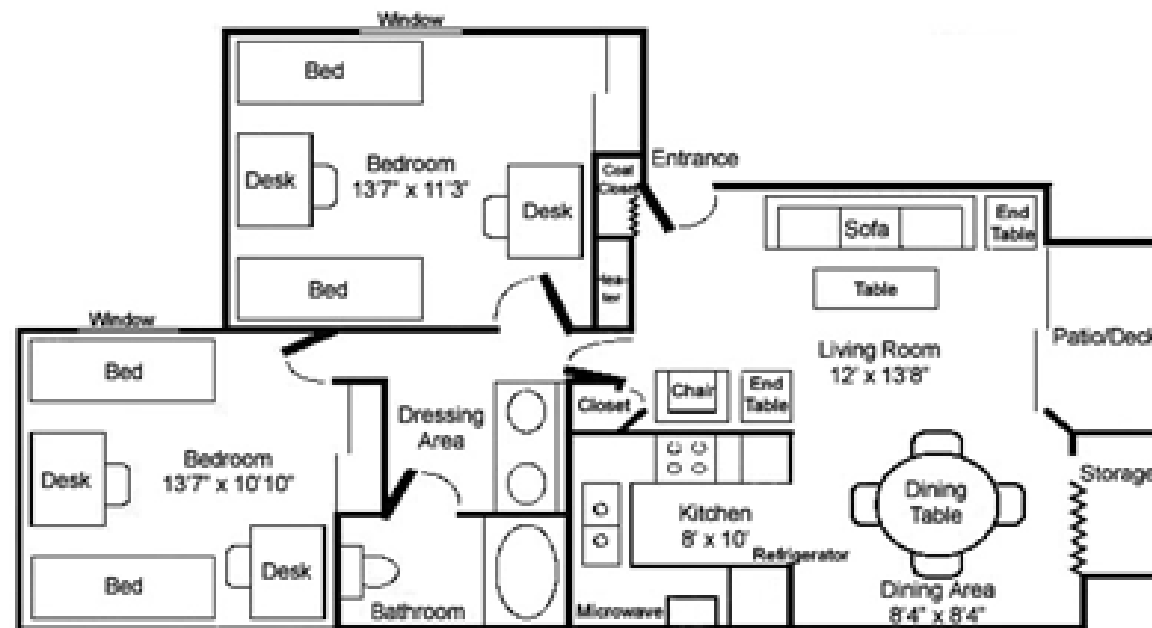 Window
Bed
Desk
Bedroom
13'7" x 11'3"
Desk
Bed
Coat
Closet
Hea-
ter
Entrance
Sofa
End
Table
Table
Living Room
12' x 13'8"
Patio/Deck
Chair
End
Table
Closet
Window
Bed
Desk
Bedroom
13'7" x 10'10"
Desk
Bed
Dressing
Area
Bathroom
Kitchen
8' x 10'
Refrigerator
Microwave
Dining
Table
Storage
Dining Area
8'4" x 8'4"